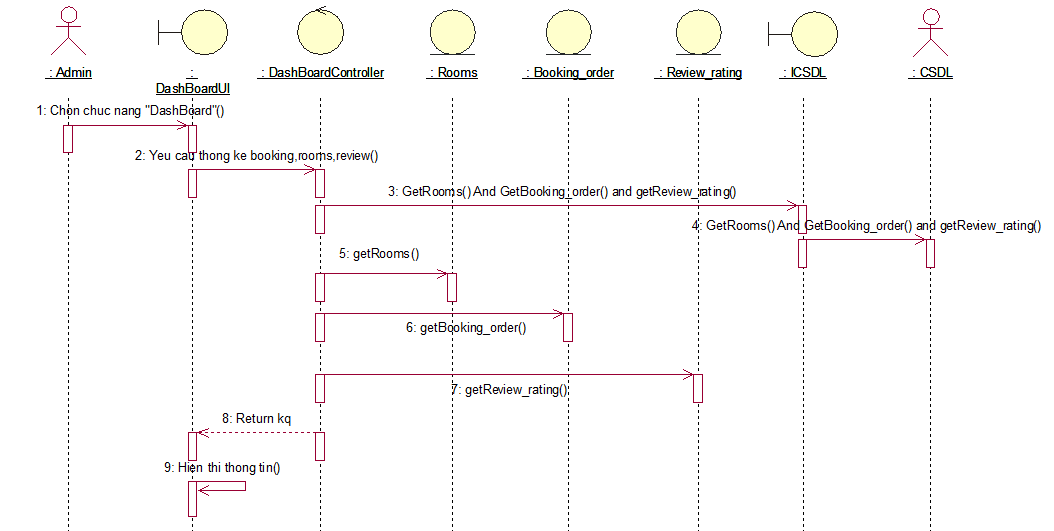 : Admin
:
DashBoardUI
: DashBoardController
: Rooms
: Booking_order
: Review_rating
: ICSDL
: CSDL
1: Chon chuc nang "DashBoard"()
2: Yeu cau thong ke booking,rooms,review()
3: GetRooms() And GetBooking_order() and getReview_rating()
4: GetRooms() And GetBooking_order() and getReview_rating()
5: getRooms()
6: getBooking_order()
7: getReview_rating()
8: Return kq
9: Hien thi thong tin()